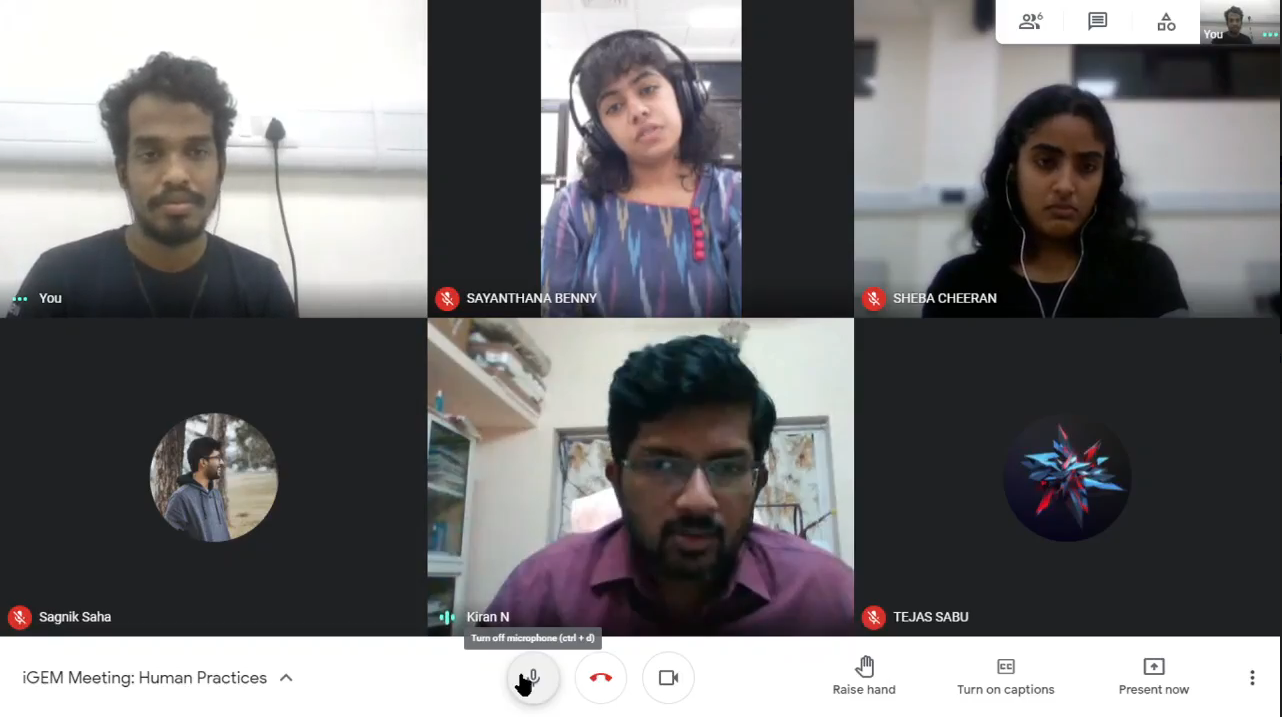 6
You
You
SAYANTHANA BENNY
SHEBA CHEERAN
Sagnik Saha
Kiran N
TEJAS SABU
Turn off microphone (ctrl + d)
iGEM Meeting: Human Practices
CC
Raise hand
Turn on captions
Present now